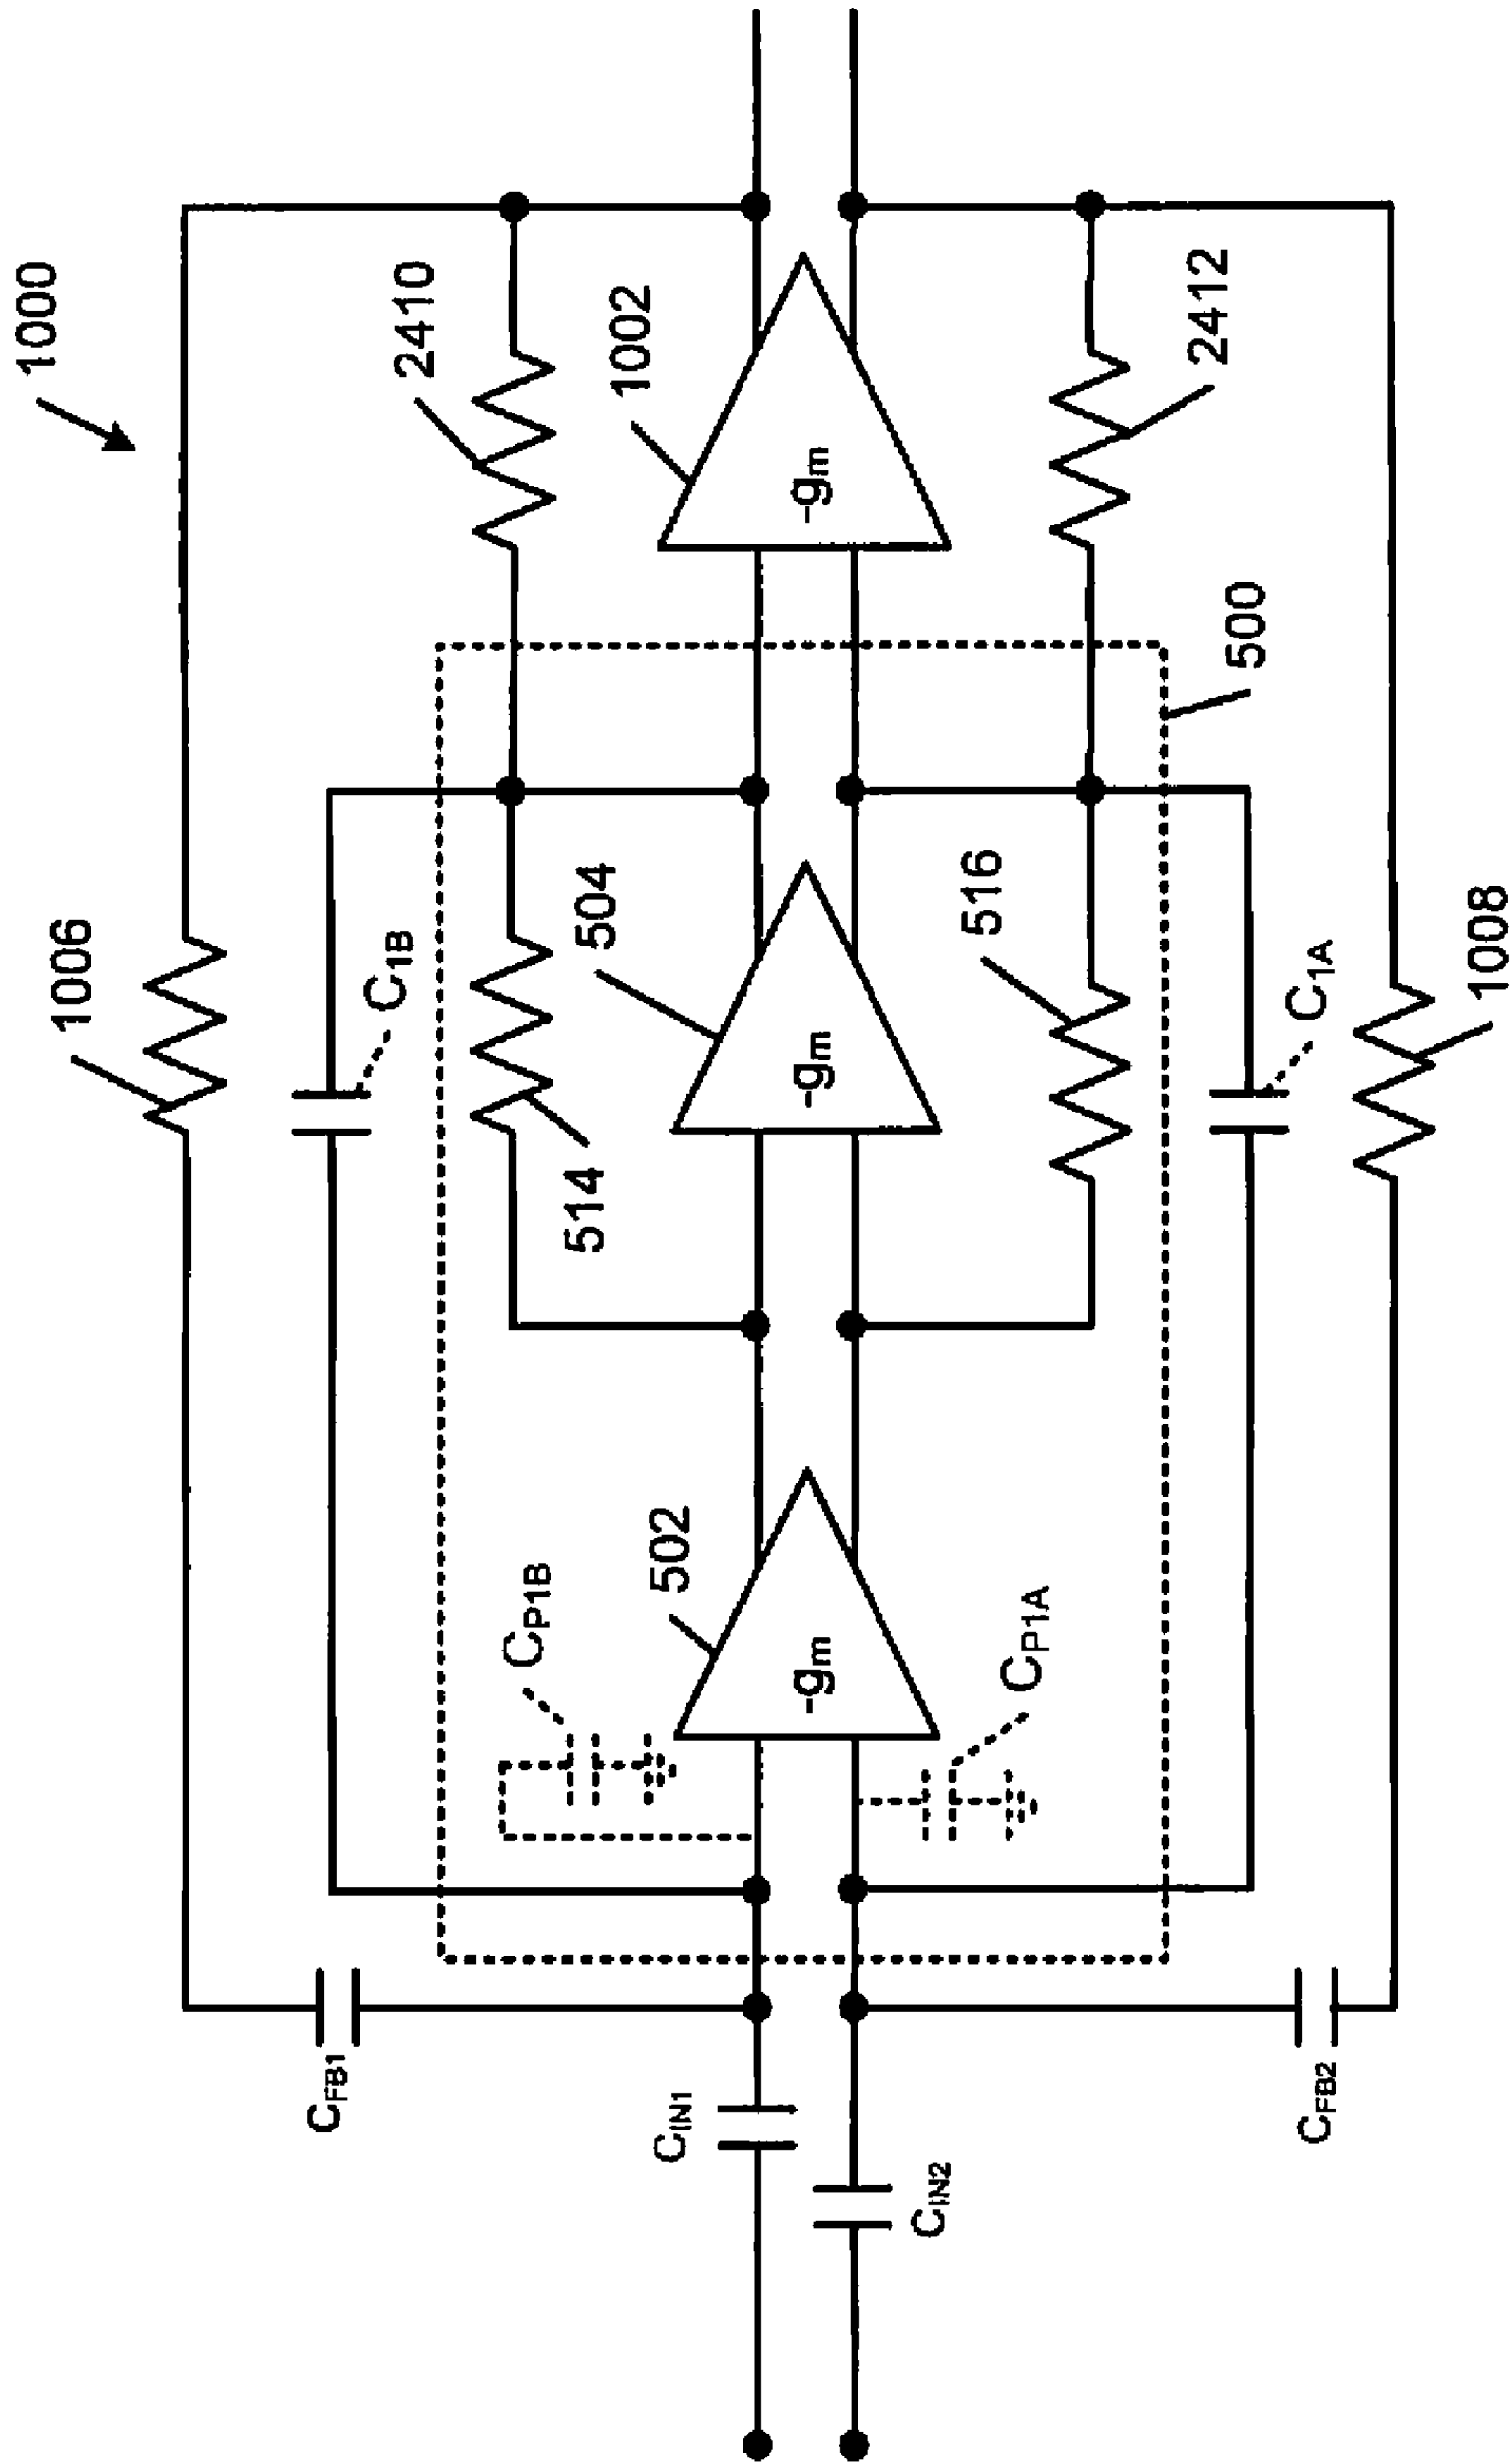 1000
1006
C1B
2410
514
504
1002
-gm
-gm
-gm
CP1B
502
CP1A
516
2412
500
C1A
1008
CFB1
CIN1
CIN2
CFB2